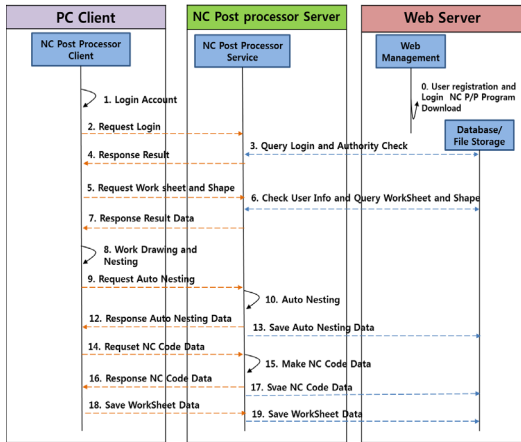 PC Client
NC Post processor Server
Web Server
NC Post Processor
Client
NC Post Processor
Service
Web
Management
0. User registration and
Login NC P/P Program
Download
1. Login Account
2. Request Login
Database/
File Storage
3. Query Login and Authority Check
4. Response Result
5. Request Work sheet and Shape
6. Check User Info and Query WorkSheet and Shape
7. Response Result Data
8. Work Drawing and
Nesting
9. Request Auto Nesting
10. Auto Nesting
12. Response Auto Nesting Data
13. Save Auto Nesting Data
14. Requset NC Code Data
15. Make NC Code Data
16. Response NC Code Data
17. Svae NC Code Data
18. Save WorkSheet Data
19. Save WorkSheet Data